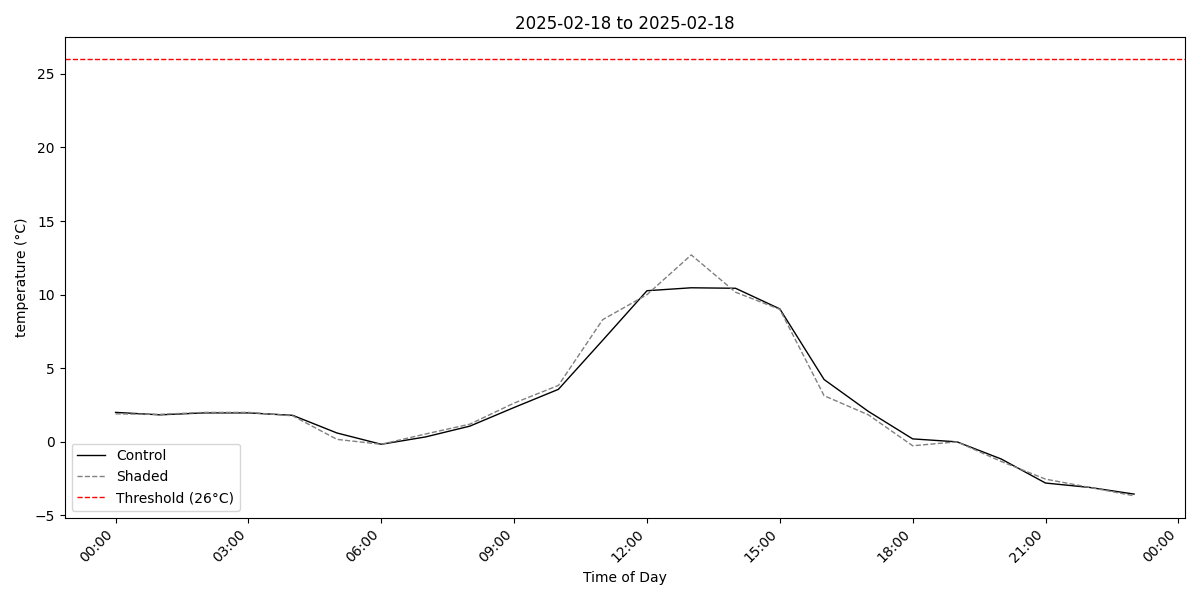 2025-02-18 to 2025-02-18
temperature (°C)
25
20
15
10
5
0
−5
Control
Shaded
Threshold (26°C)
00:00
03:00
06:00
09:00
12:00
15:00
18:00
21:00
00:00
Time of Day